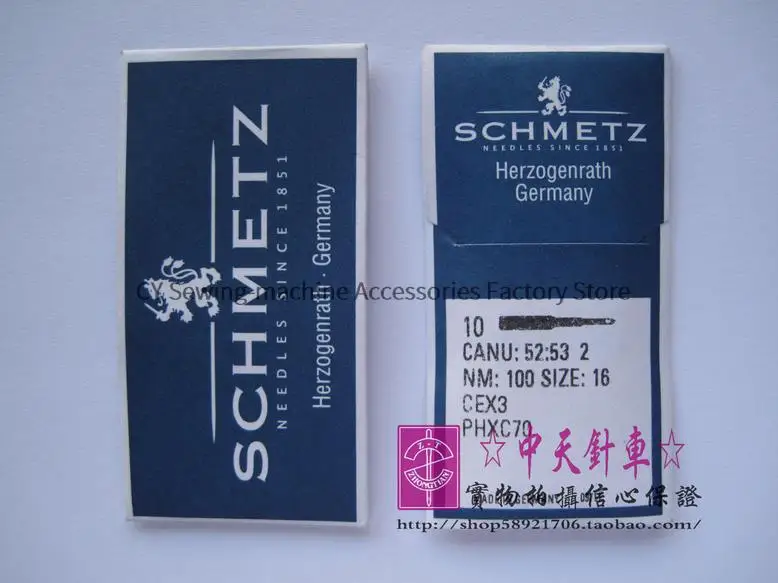 SCHMETZ
NEEDLES SINCE 1851
Herzogenrath · Germany
SCHMETZ
NEEDLES SINCE 1851
Herzogenrath
Germany
CY Sewing machine Accessories Factory Store
10
CANU: 52:53 2
NM: 100 SIZE: 16
CEX3
PHXC70
Z-T
ZHONGTIAN
☆中天針車☆
實物拍攝信心保證
http://shop58921706.taobao.com/